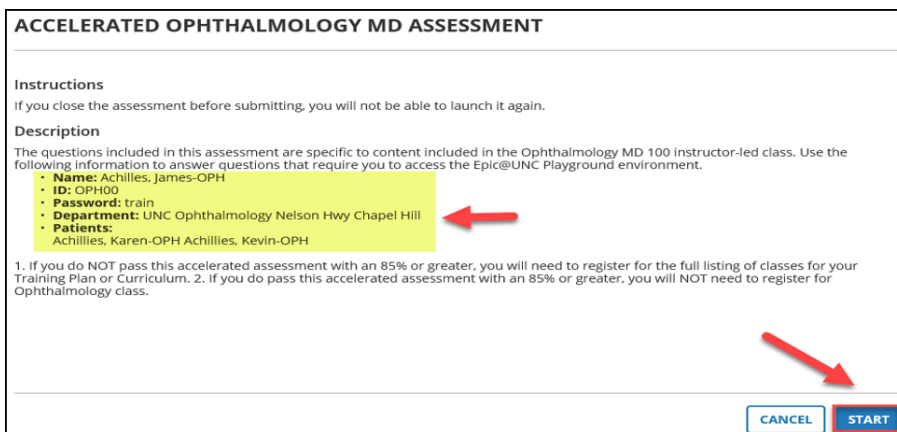 ACCELERATED OPHTHALMOLOGY MD ASSESSMENT
Instructions
If you close the assessment before submitting, you will not be able to launch it again.
Description
The questions included in this assessment are specific to content included in the Ophthalmology MD 100 instructor-led class. Use the
following information to answer questions that require you to access the Epic@UNC Playground environment.
• Name: Achilles, James-OPH
• ID: OPH00
• Password: train
• Department: UNC Ophthalmology Nelson Hwy Chapel Hill
• Patients:
Achillies, Karen-OPH Achillies, Kevin-OPH
1. If you do NOT pass this accelerated assessment with an 85% or greater, you will need to register for the full listing of classes for your
Training Plan or Curriculum. 2. If you do pass this accelerated assessment with an 85% or greater, you will NOT need to register for
Ophthalmology class.
CANCEL START